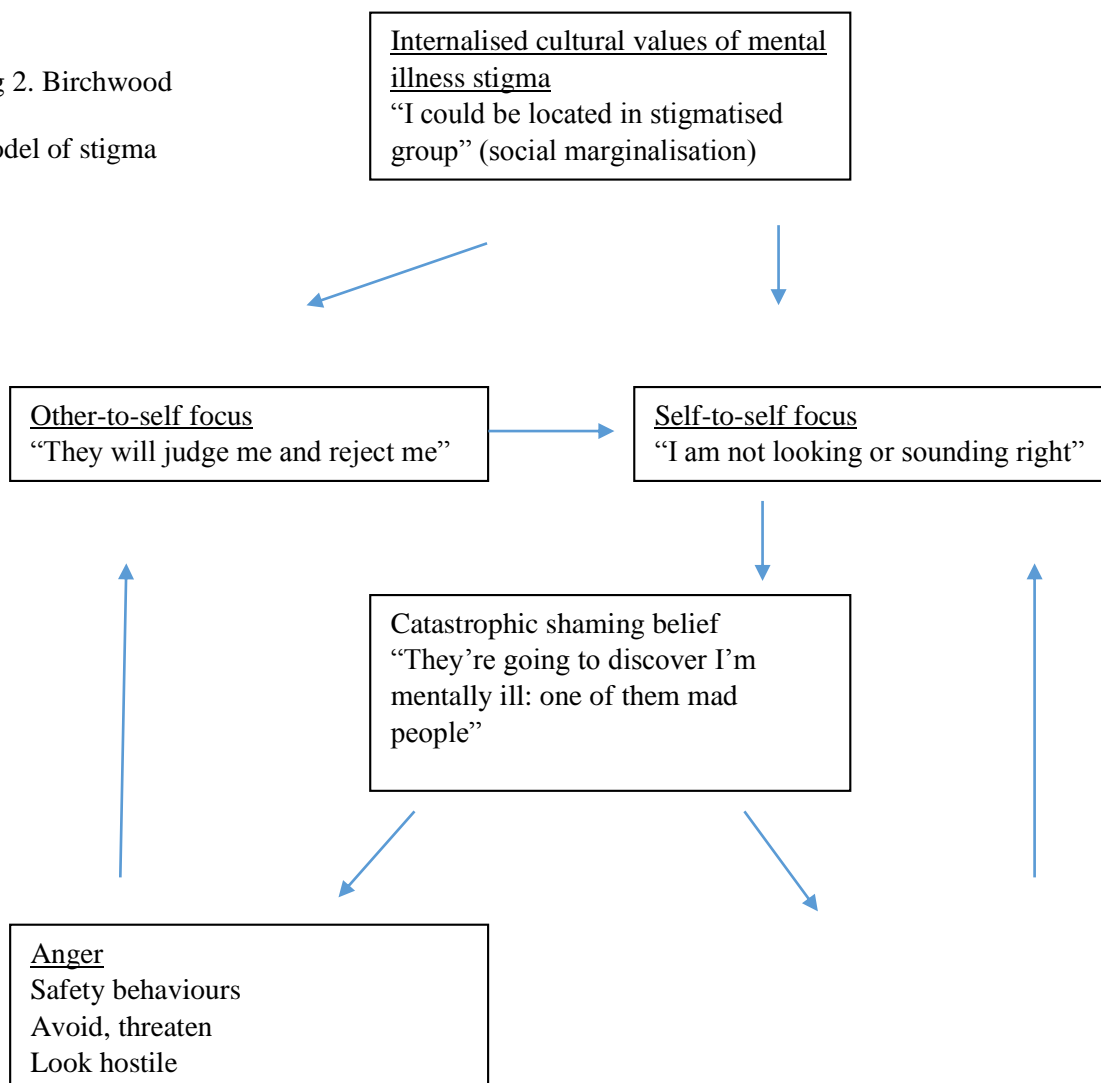 Internalised cultural values of mental
illness stigma
“I could be located in stigmatised
group” (social marginalisation)
g 2. Birchwood
odel of stigma
Other-to-self focus
“They will judge me and reject me”
Self-to-self focus
“I am not looking or sounding right”
Catastrophic shaming belief
“They’re going to discover I’m
mentally ill: one of them mad
people”
Anger
Safety behaviours
Avoid, threaten
Look hostile